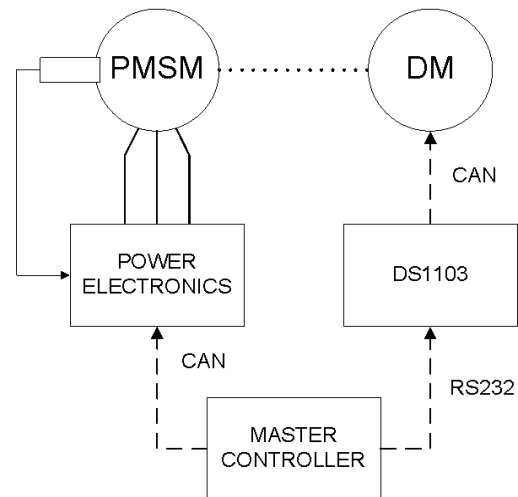 PMSM
DM
CAN
POWER
ELECTRONICS
DS1103
CAN
RS232
MASTER
CONTROLLER